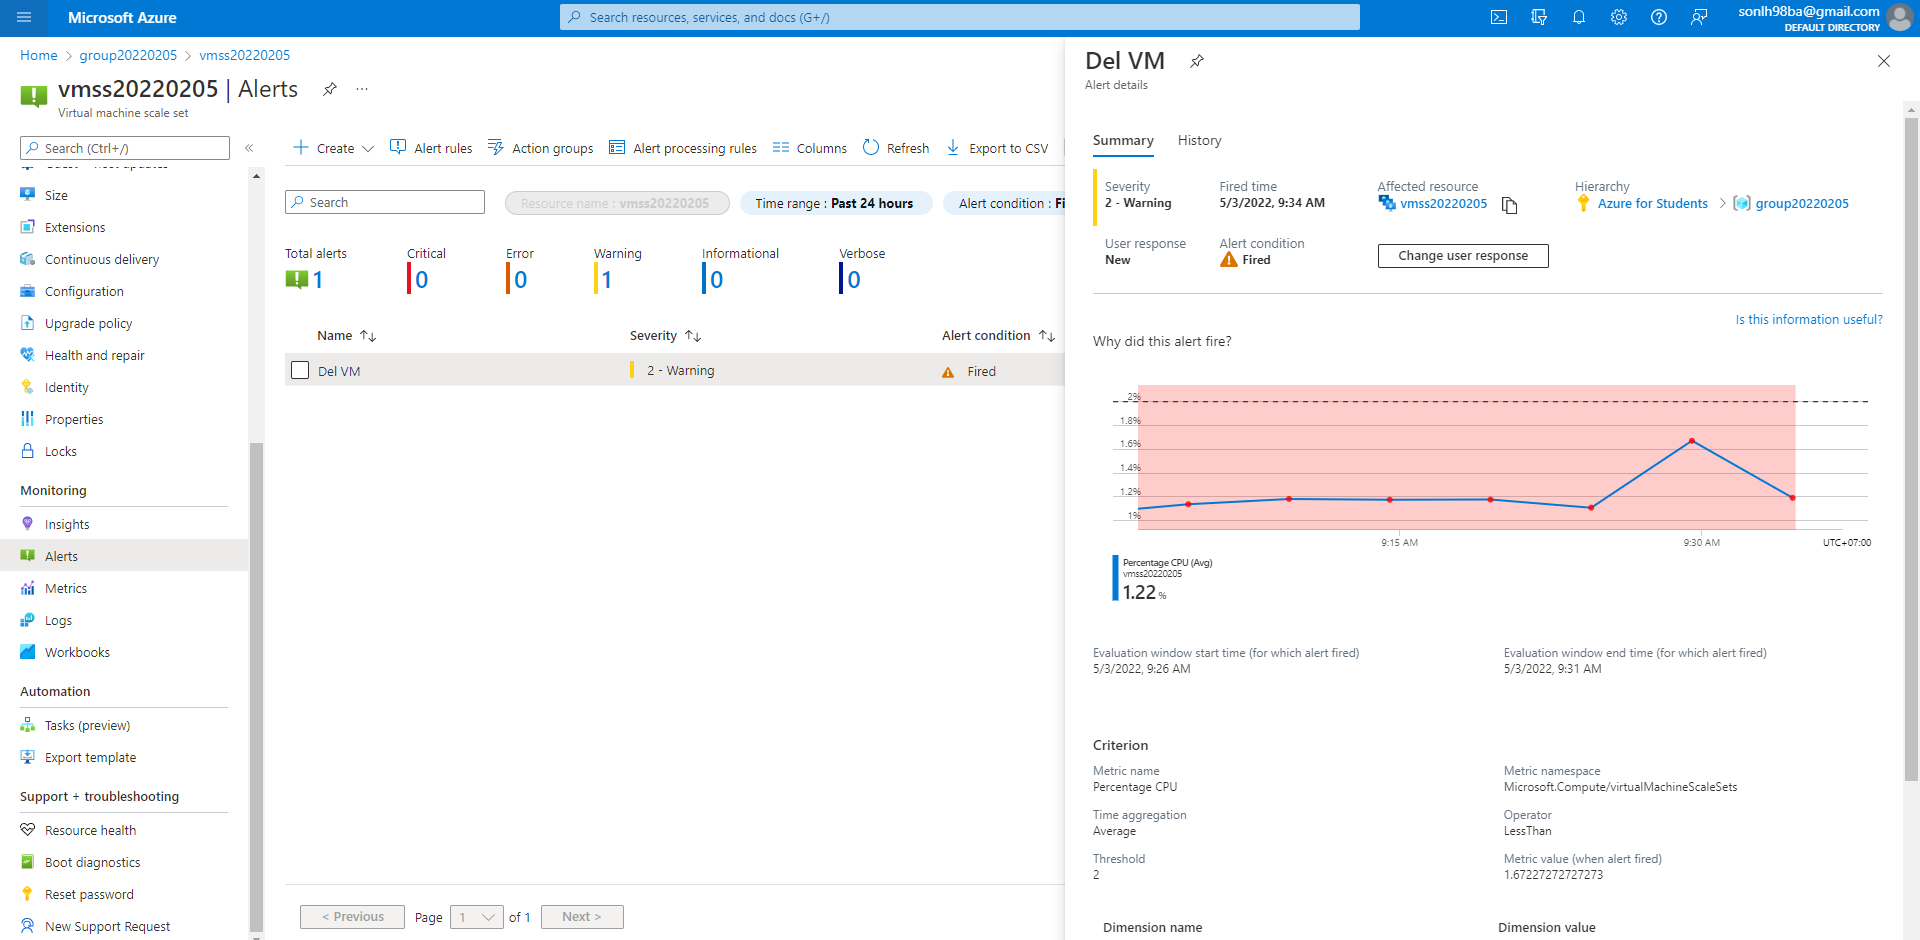 Microsoft Azure
Search resources, services, and docs (G+/)
sonlh98ba@gmail.com
DEFAULT DIRECTORY
Home > group20220205 > vmss20220205
vmss20220205 | Alerts
...
Virtual machine scale set
Search (Ctrl+/)
«
Size
Extensions
Continuous delivery
Configuration
Upgrade policy
Health and repair
Identity
Properties
Locks
Monitoring
Insights
Alerts
Metrics
Logs
Workbooks
Automation
Tasks (preview)
Export template
Support + troubleshooting
Resource health
Boot diagnostics
Reset password
New Support Request
Create Alert rules Action groups Alert processing rules Columns Refresh Export to CSV
Search
Resource name : vmss20220205
Time range : Past 24 hours
Alert condition : Fi
Total alerts Critical Error Warning Informational Verbose
1 0 0 1 0 0
Name ↑↓ Severity ↑↓ Alert condition ↑↓
Del VM 2 - Warning Fired
< Previous Page 1 of 1 Next >
Del VM
Alert details
Summary History
Severity Fired time Affected resource Hierarchy
2 - Warning 5/3/2022, 9:34 AM vmss20220205 Azure for Students > group20220205
User response Alert condition
New Fired Change user response
Is this information useful?
Why did this alert fire?
2%
1.8%
1.6%
1.4%
1.2%
1%
9:15 AM 9:30 AM UTC+07:00
Percentage CPU (Avg)
vmss20220205
1.22 %
Evaluation window start time (for which alert fired) Evaluation window end time (for which alert fired)
5/3/2022, 9:26 AM 5/3/2022, 9:31 AM
Criterion
Metric name Metric namespace
Percentage CPU Microsoft.Compute/virtualMachineScaleSets
Time aggregation Operator
Average LessThan
Threshold Metric value (when alert fired)
2 1.67227272727273
Dimension name Dimension value